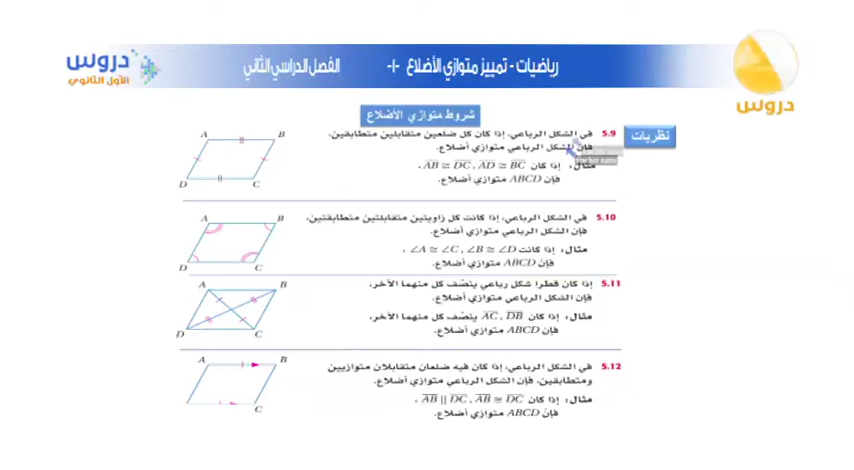 دروس
الأول الثانوي
رياضيات - تمييز متوازي الأضلاع -١- الفصل الدراسي الثاني
دروس
شروط متوازي الأضلاع
نظريات
5.9 في الشكل الرباعي، إذا كان كل ضلعين متقابلين متطابقين،
فإن الشكل الرباعي متوازي أضلاع.
مثال: إذا كان AB ≅ DC , AD ≅ BC ،
فإن ABCD متوازي أضلاع.
A B
D C
5.10 في الشكل الرباعي، إذا كانت كل زاويتين متقابلتين متطابقتين،
فإن الشكل الرباعي متوازي أضلاع.
مثال: إذا كانت ∠A ≅ ∠C , ∠B ≅ ∠D ،
فإنّ ABCD متوازي أضلاع.
A B
D C
5.11 إذا كان قطرا شكل رباعي ينصّف كل منهما الآخر،
فإن الشكل الرباعي متوازي أضلاع.
مثال: إذا كان AC , DB ينصّف كل منهما الآخر،
فإن ABCD متوازي أضلاع.
A B
D C
5.12 في الشكل الرباعي، إذا كان فيه ضلعان متقابلان متوازيين
ومتطابقين، فإن الشكل الرباعي متوازي أضلاع.
مثال: إذا كان AB || DC , AB ≅ DC ،
فإنّ ABCD متوازي أضلاع.
A B
C